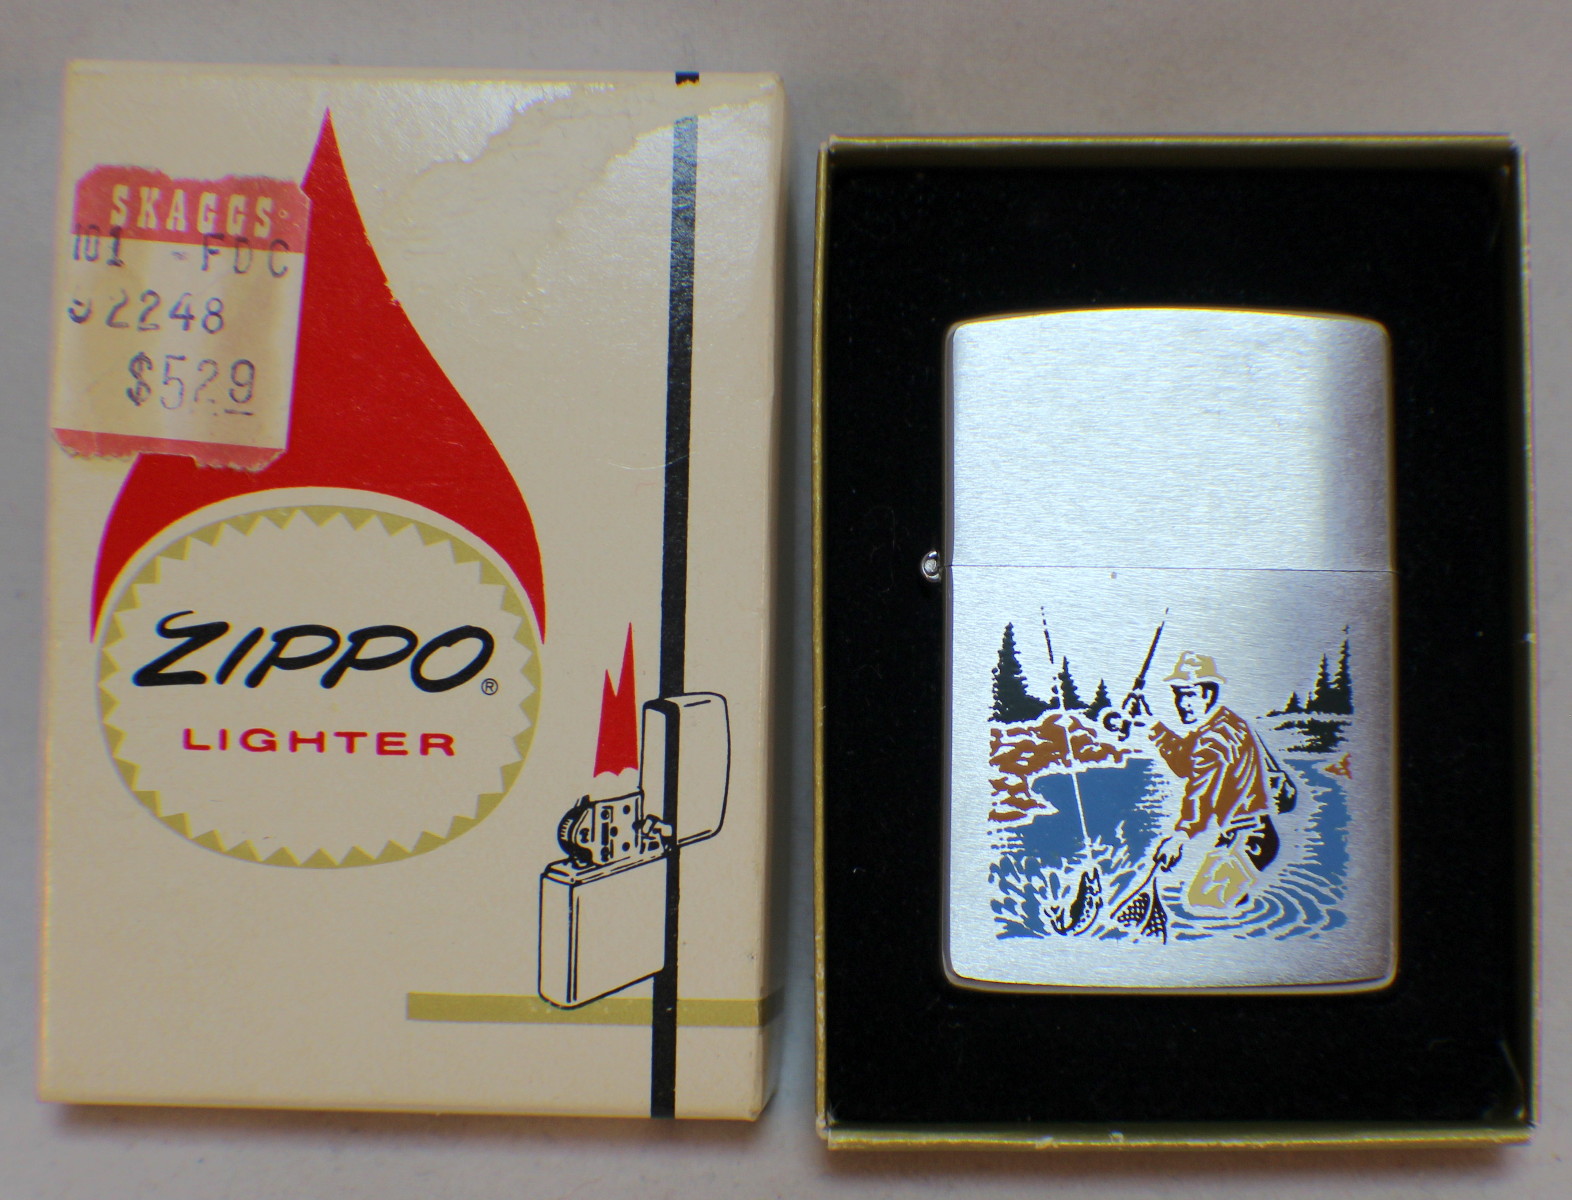 SKAGGS
101 - FDC
2248
$5.29
ZIPPO®
LIGHTER